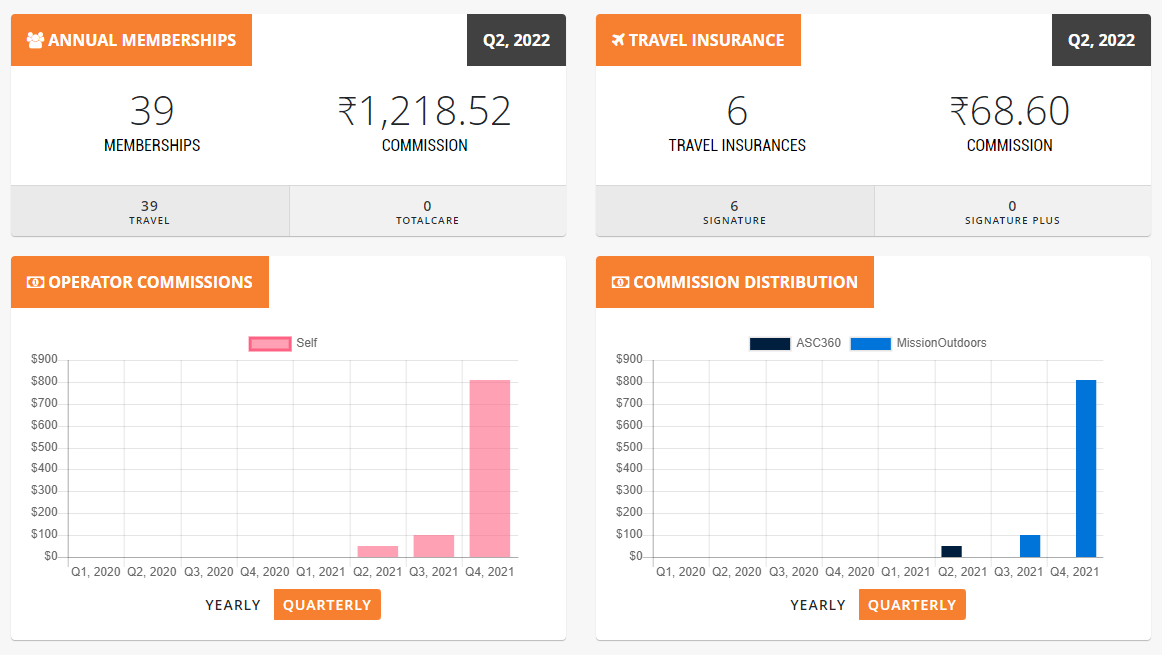 ANNUAL MEMBERSHIPS
Q2, 2022
39
₹1,218.52
MEMBERSHIPS
COMMISSION
39
0
TRAVEL
TOTALCARE
TRAVEL INSURANCE
Q2, 2022
6
₹68.60
TRAVEL INSURANCES
COMMISSION
6
0
SIGNATURE
SIGNATURE PLUS
OPERATOR COMMISSIONS
Self
$900
$800
$700
$600
$500
$400
$300
$200
$100
$0
Q1, 2020 Q2, 2020 Q3, 2020 Q4, 2020 Q1, 2021 Q2, 2021 Q3, 2021 Q4, 2021
YEARLY QUARTERLY
COMMISSION DISTRIBUTION
ASC360 MissionOutdoors
$900
$800
$700
$600
$500
$400
$300
$200
$100
$0
Q1, 2020 Q2, 2020 Q3, 2020 Q4, 2020 Q1, 2021 Q2, 2021 Q3, 2021 Q4, 2021
YEARLY QUARTERLY